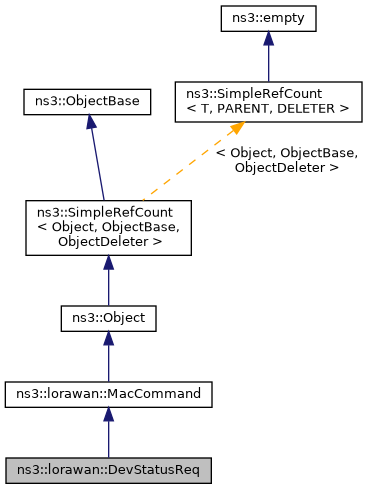 ns3::empty
ns3::ObjectBase
ns3::SimpleRefCount
< T, PARENT, DELETER >
< Object, ObjectBase,
ObjectDeleter >
ns3::SimpleRefCount
< Object, ObjectBase,
ObjectDeleter >
ns3::Object
ns3::lorawan::MacCommand
ns3::lorawan::DevStatusReq